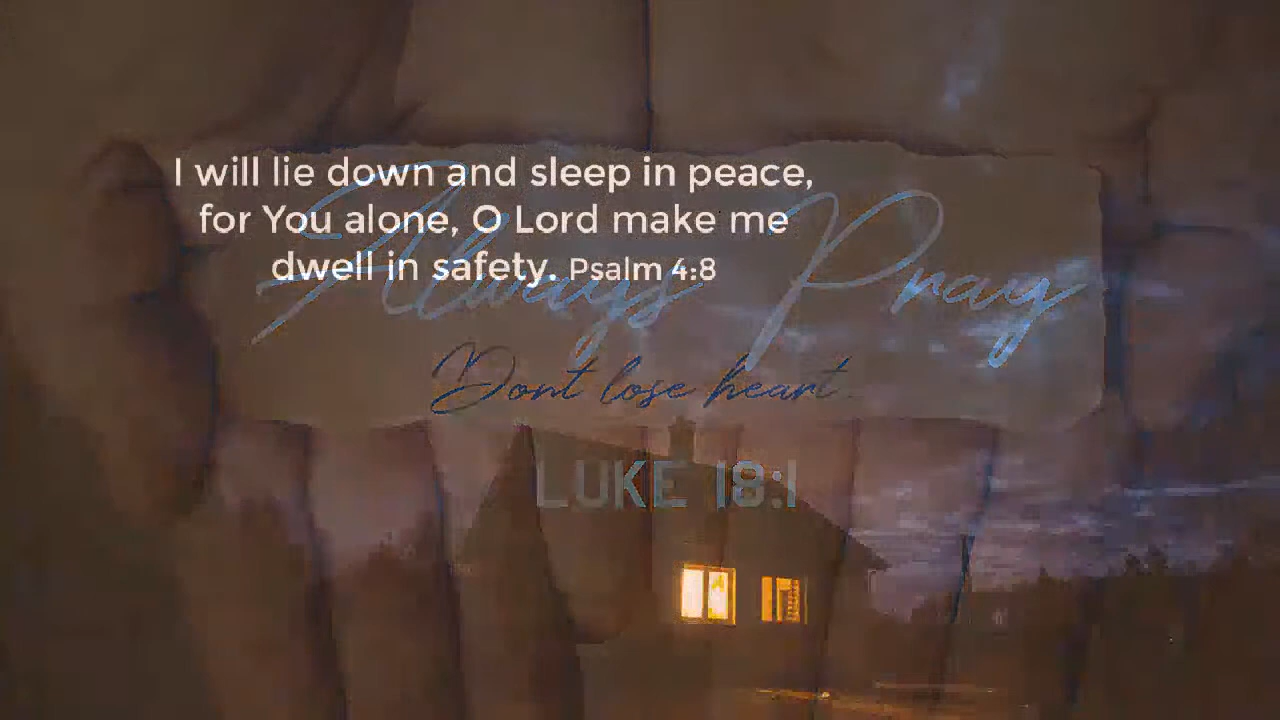 I will lie down and sleep in peace,
for You alone, O Lord make me
dwell in safety. Psalm 4:8
Always Pray
Dont lose heart
LUKE 18:1